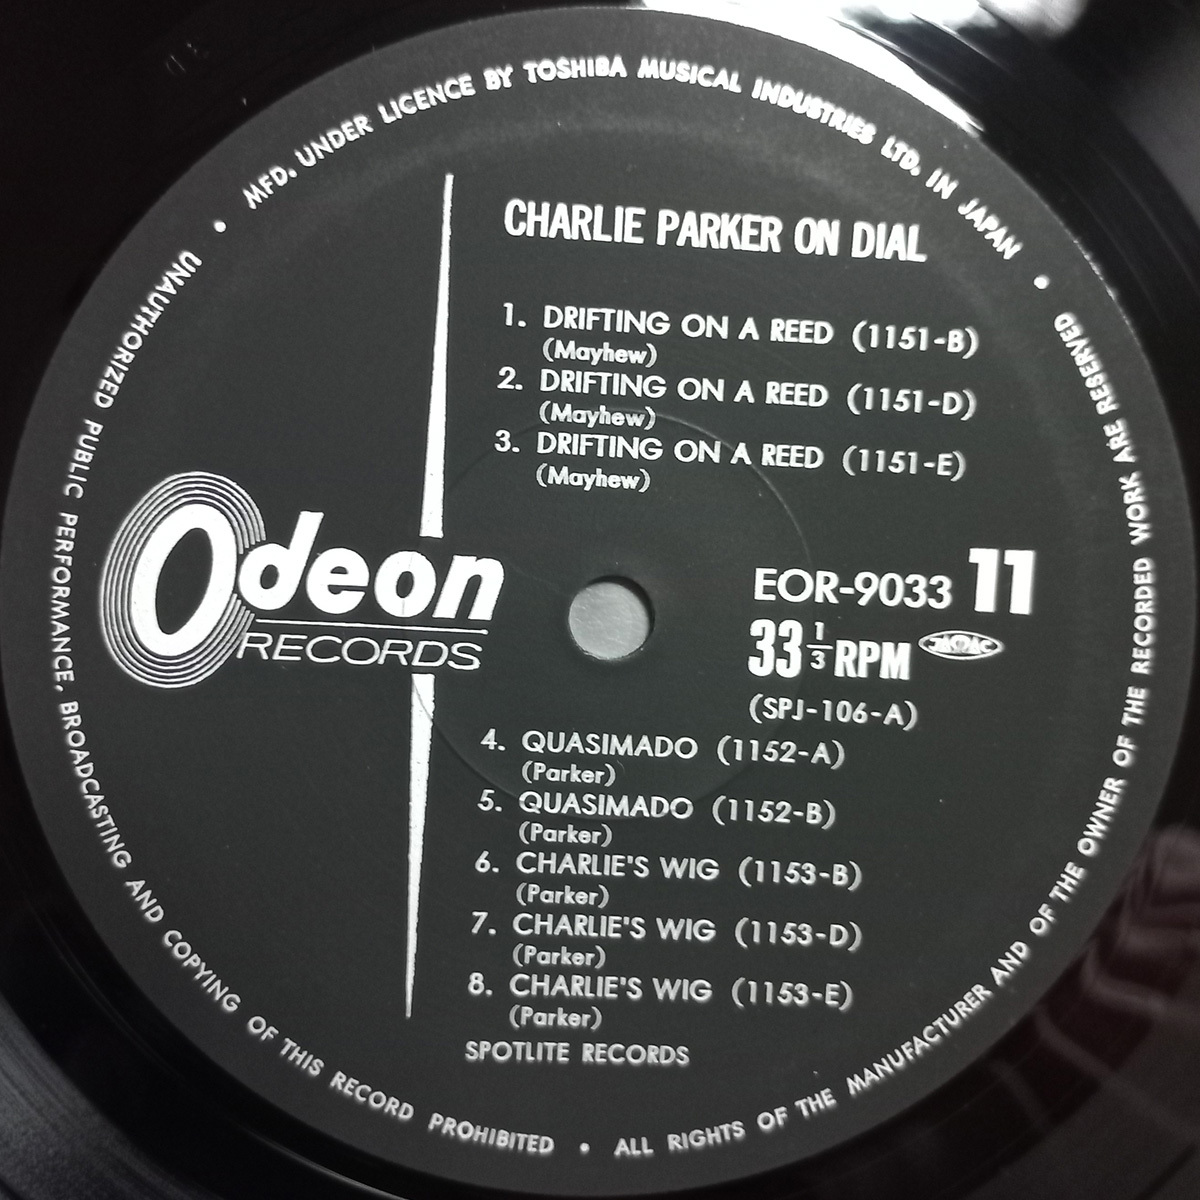 MFD. UNDER LICENCE BY TOSHIBA MUSICAL INDUSTRIES LTD. IN JAPAN •
CHARLIE PARKER ON DIAL
1. DRIFTING ON A REED (1151-B)
(Mayhew)
2. DRIFTING ON A REED (1151-D)
(Mayhew)
3. DRIFTING ON A REED (1151-E)
(Mayhew)
Odeon
RECORDS
EOR-9033 11
33 1/3 RPM
(SPJ-106-A)
4. QUASIMADO (1152-A)
(Parker)
5. QUASIMADO (1152-B)
(Parker)
6. CHARLIE'S WIG (1153-B)
(Parker)
7. CHARLIE'S WIG (1153-D)
(Parker)
8. CHARLIE'S WIG (1153-E)
(Parker)
SPOTLITE RECORDS
• UNAUTHORIZED PUBLIC PERFORMANCE, BROADCASTING AND COPYING OF THIS RECORD PROHIBITED • ALL RIGHTS OF THE MANUFACTURER AND OF THE OWNER OF THE RECORDED WORK ARE RESERVED